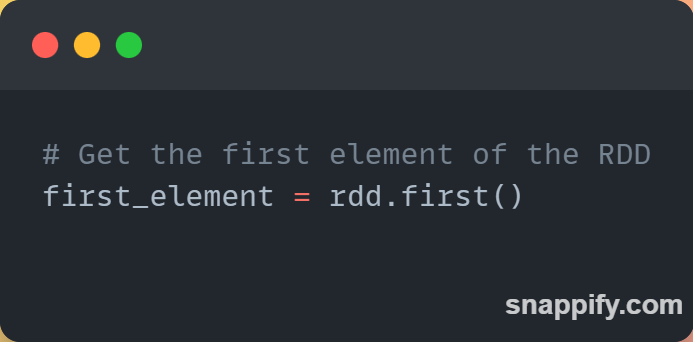 # Get the first element of the RDD
first_element = rdd.first()
snappify.com